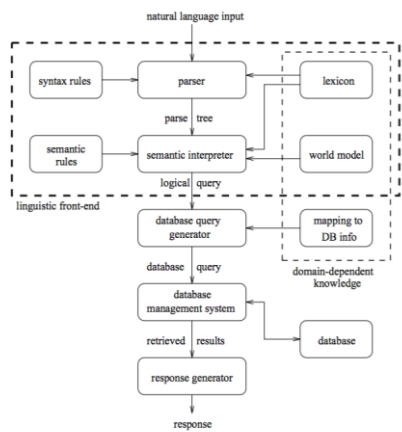 natural language input
syntax rules
parser
lexicon
parse tree
semantic
rules
semantic interpreter
world model
logical query
linguistic front-end
database query
generator
mapping to
DB info
domain-dependent
knowledge
database query
database
management system
retrieved results
database
response generator
response